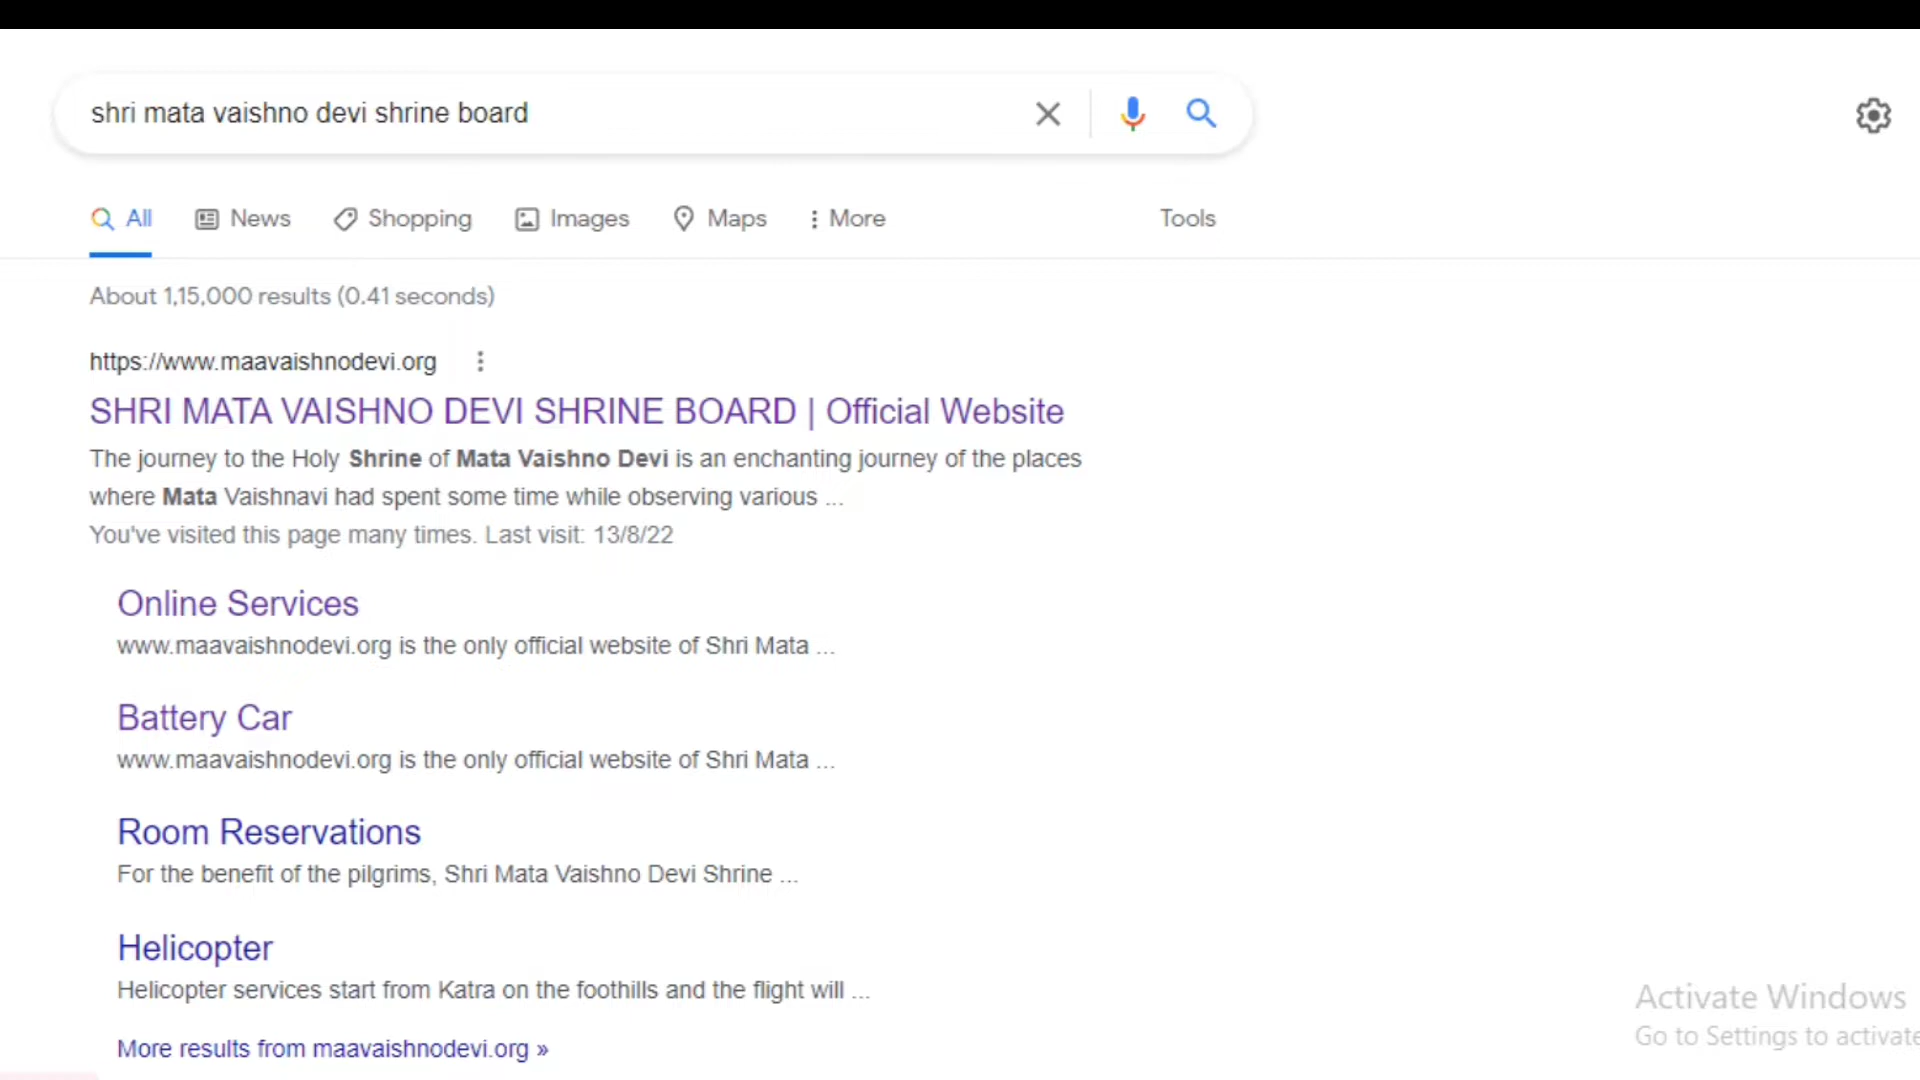 shri mata vaishno devi shrine board
All News Shopping Images Maps More Tools
About 1,15,000 results (0.41 seconds)
https://www.maavaishnodevi.org
SHRI MATA VAISHNO DEVI SHRINE BOARD | Official Website
The journey to the Holy Shrine of Mata Vaishno Devi is an enchanting journey of the places
where Mata Vaishnavi had spent some time while observing various ...
You've visited this page many times. Last visit: 13/8/22
Online Services
www.maavaishnodevi.org is the only official website of Shri Mata ...
Battery Car
www.maavaishnodevi.org is the only official website of Shri Mata ...
Room Reservations
For the benefit of the pilgrims, Shri Mata Vaishno Devi Shrine ...
Helicopter
Helicopter services start from Katra on the foothills and the flight will ...
More results from maavaishnodevi.org »
Activate Windows
Go to Settings to activate